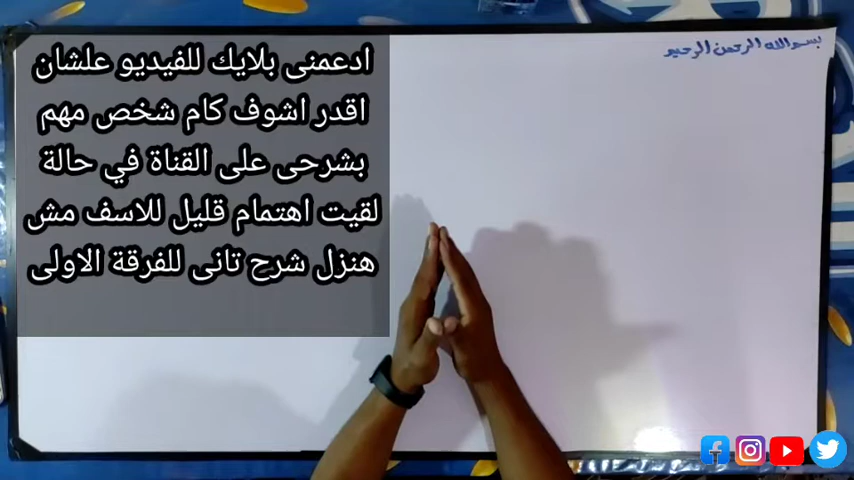 بسم الله الرحمن الرحيم
ادعمنى بلايك للفيديو علشان
اقدر اشوف كام شخص مهم
بشرحى على القناة في حالة
لقيت اهتمام قليل للاسف مش
هنزل شرح تانى للفرقة الاولى